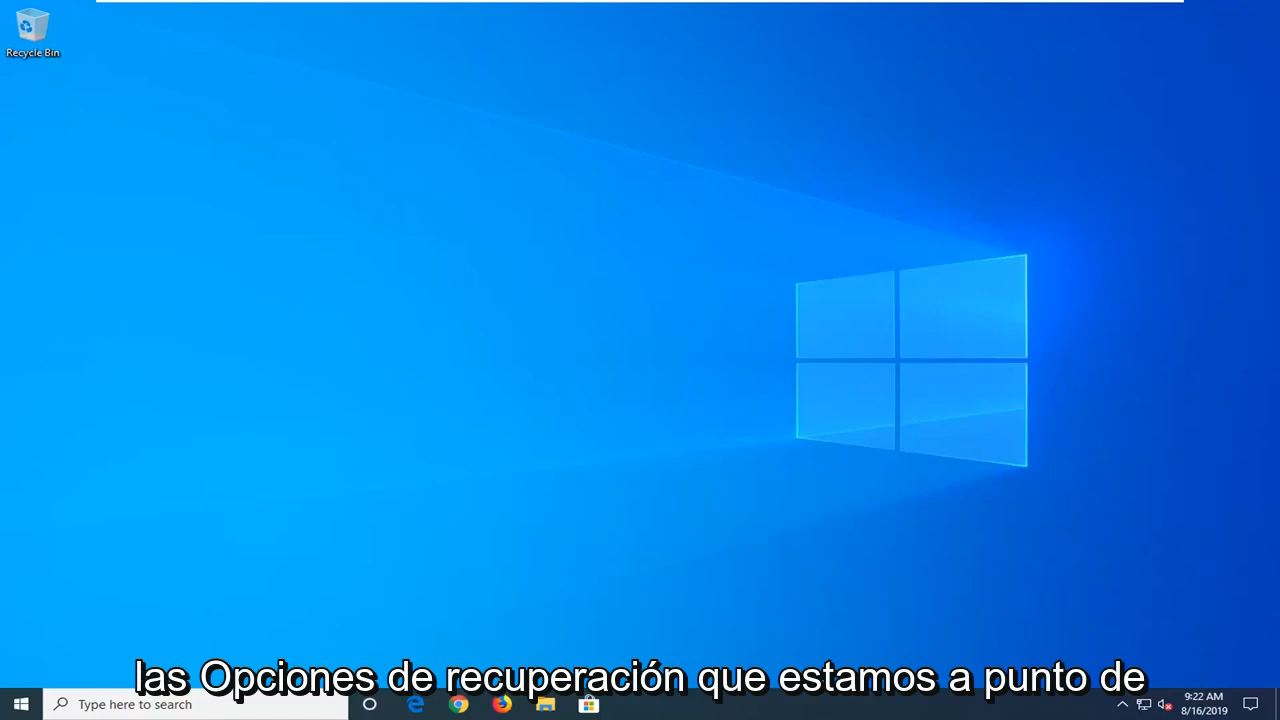 Recycle Bin
las Opciones de recuperación que estamos a punto de
Type here to search
9:22 AM
8/16/2019